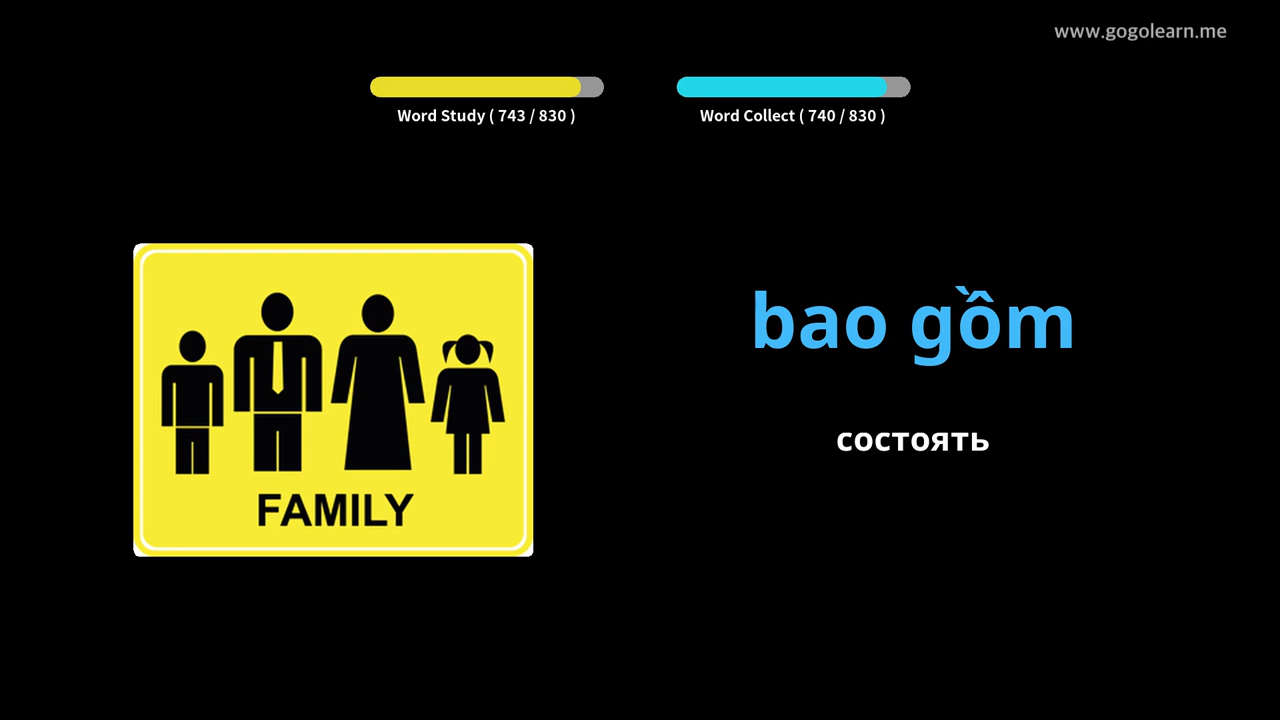 www.gogolearn.me
Word Study ( 743 / 830 )
Word Collect ( 740 / 830 )
FAMILY
bao gồm
состоять